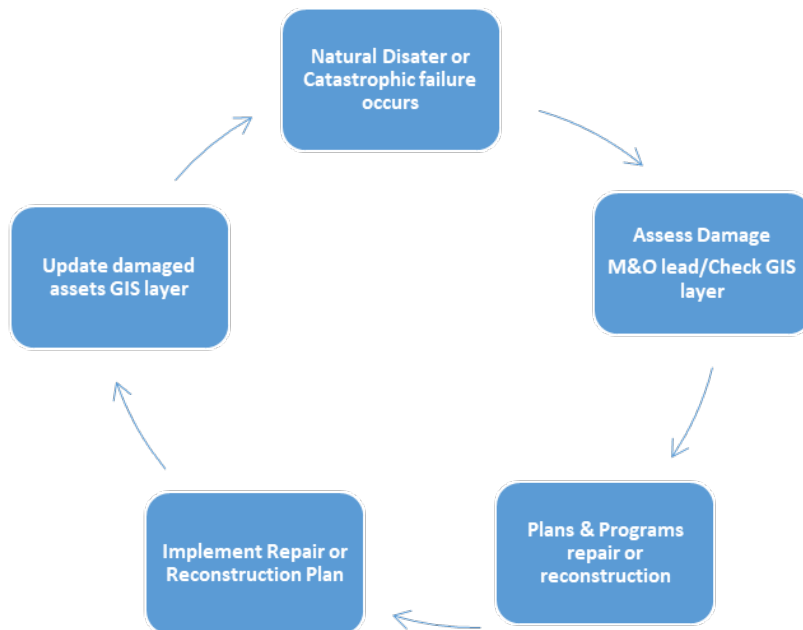 Natural Disater or
Catastrophic failure
occurs
Assess Damage
M&O lead/Check GIS
layer
Plans & Programs
repair or
reconstruction
Implement Repair or
Reconstruction Plan
Update damaged
assets GIS layer